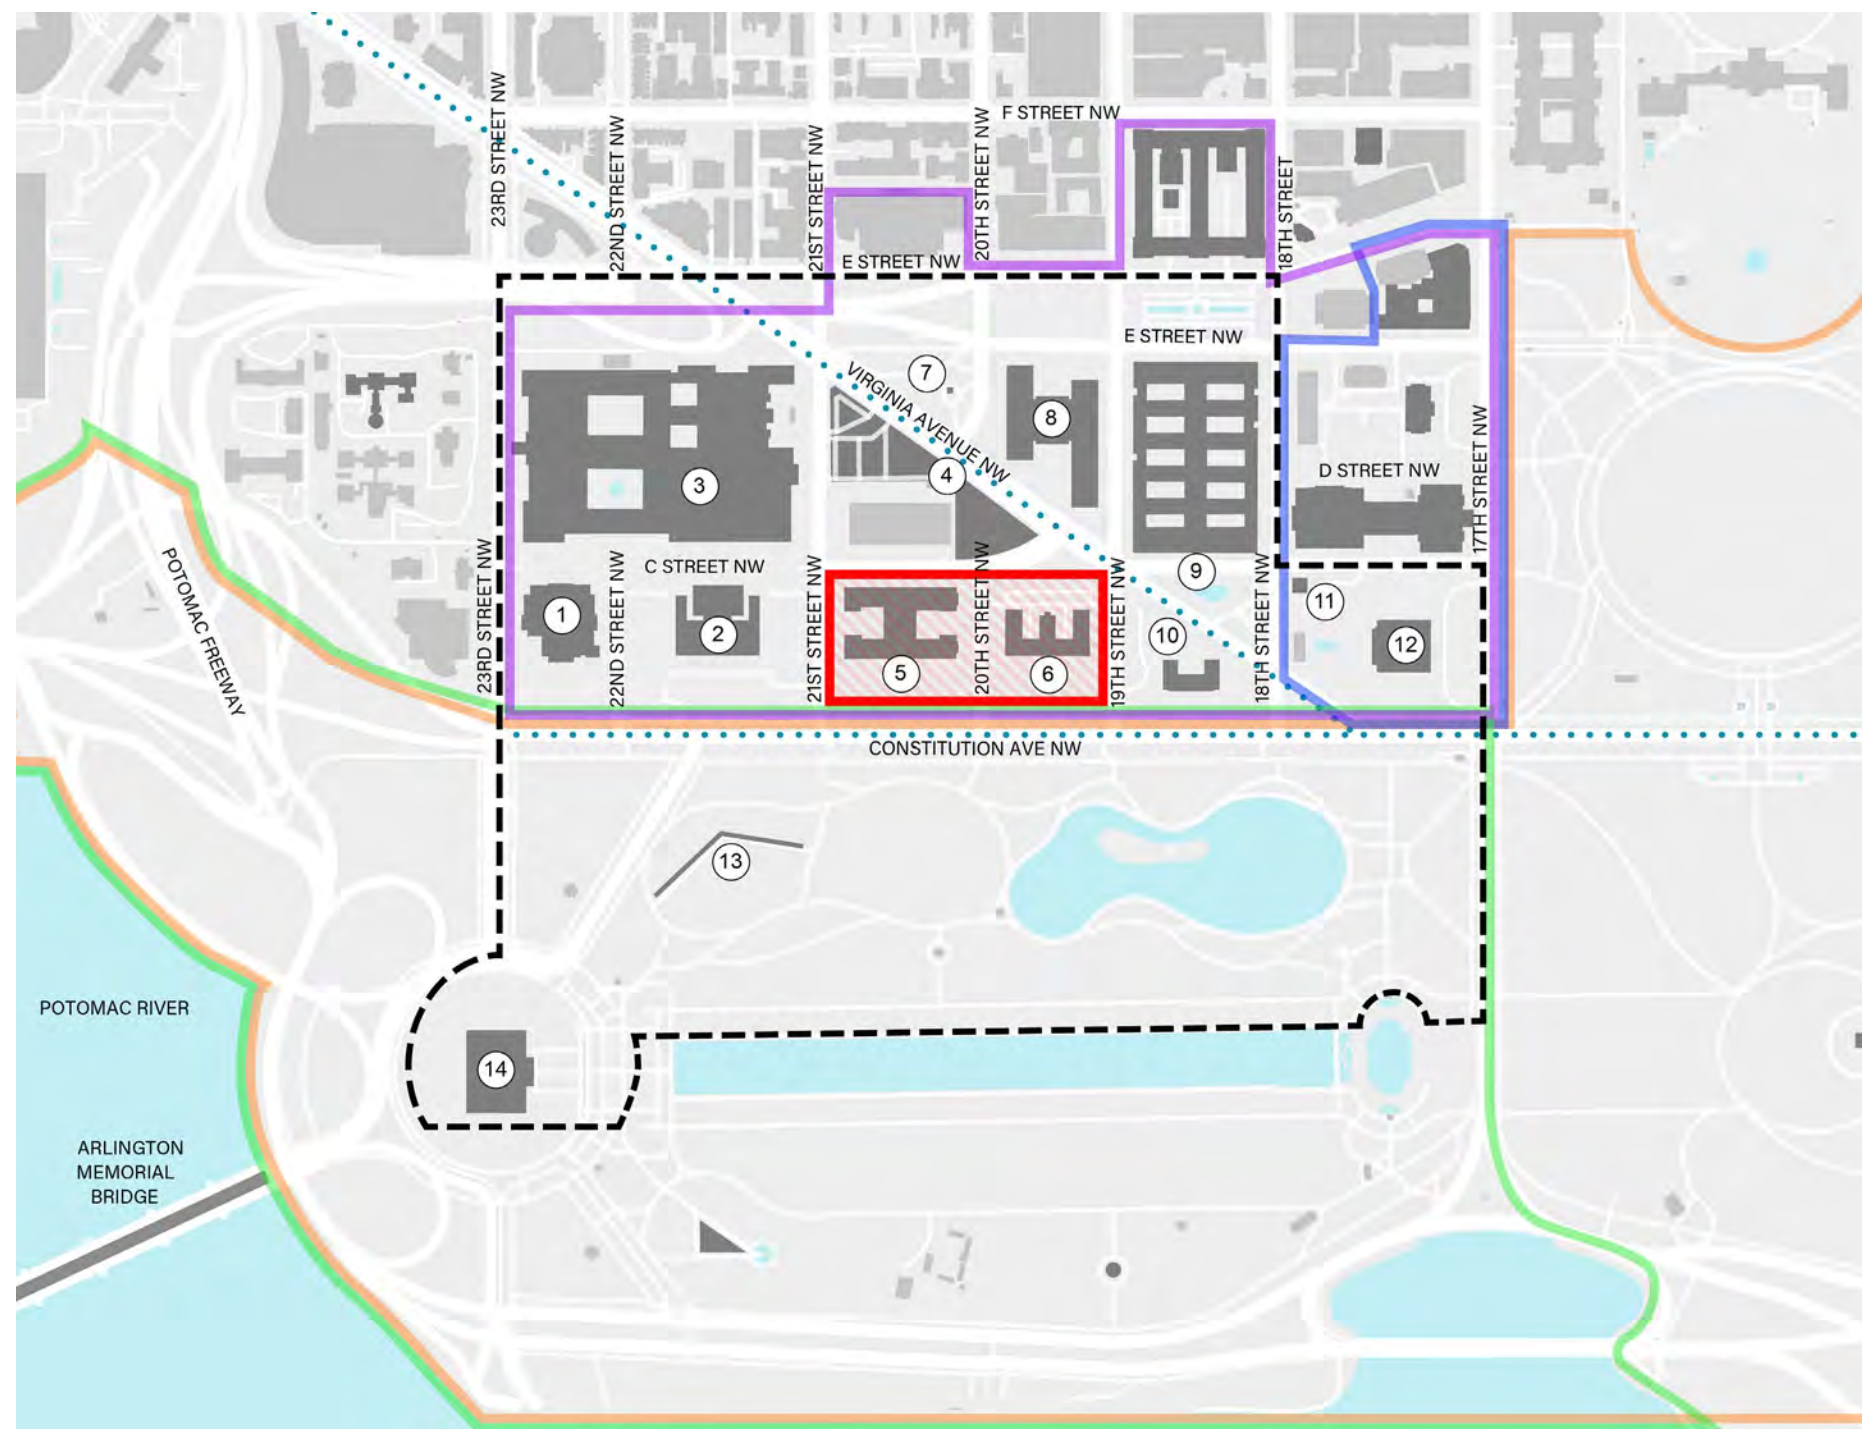 F STREET NW
23RD STREET NW
22ND STREET NW
21ST STREET NW
20TH STREET NW
18TH STREET
E STREET NW
E STREET NW
VIRGINIA AVENUE NW
7
8
3
4
D STREET NW
17TH STREET NW
POTOMAC FREEWAY
23RD STREET NW
22ND STREET NW
C STREET NW
21ST STREET NW
20TH STREET NW
19TH STREET NW
18TH STREET NW
9
11
1
2
10
12
5
6
CONSTITUTION AVE NW
13
POTOMAC RIVER
14
ARLINGTON
MEMORIAL
BRIDGE